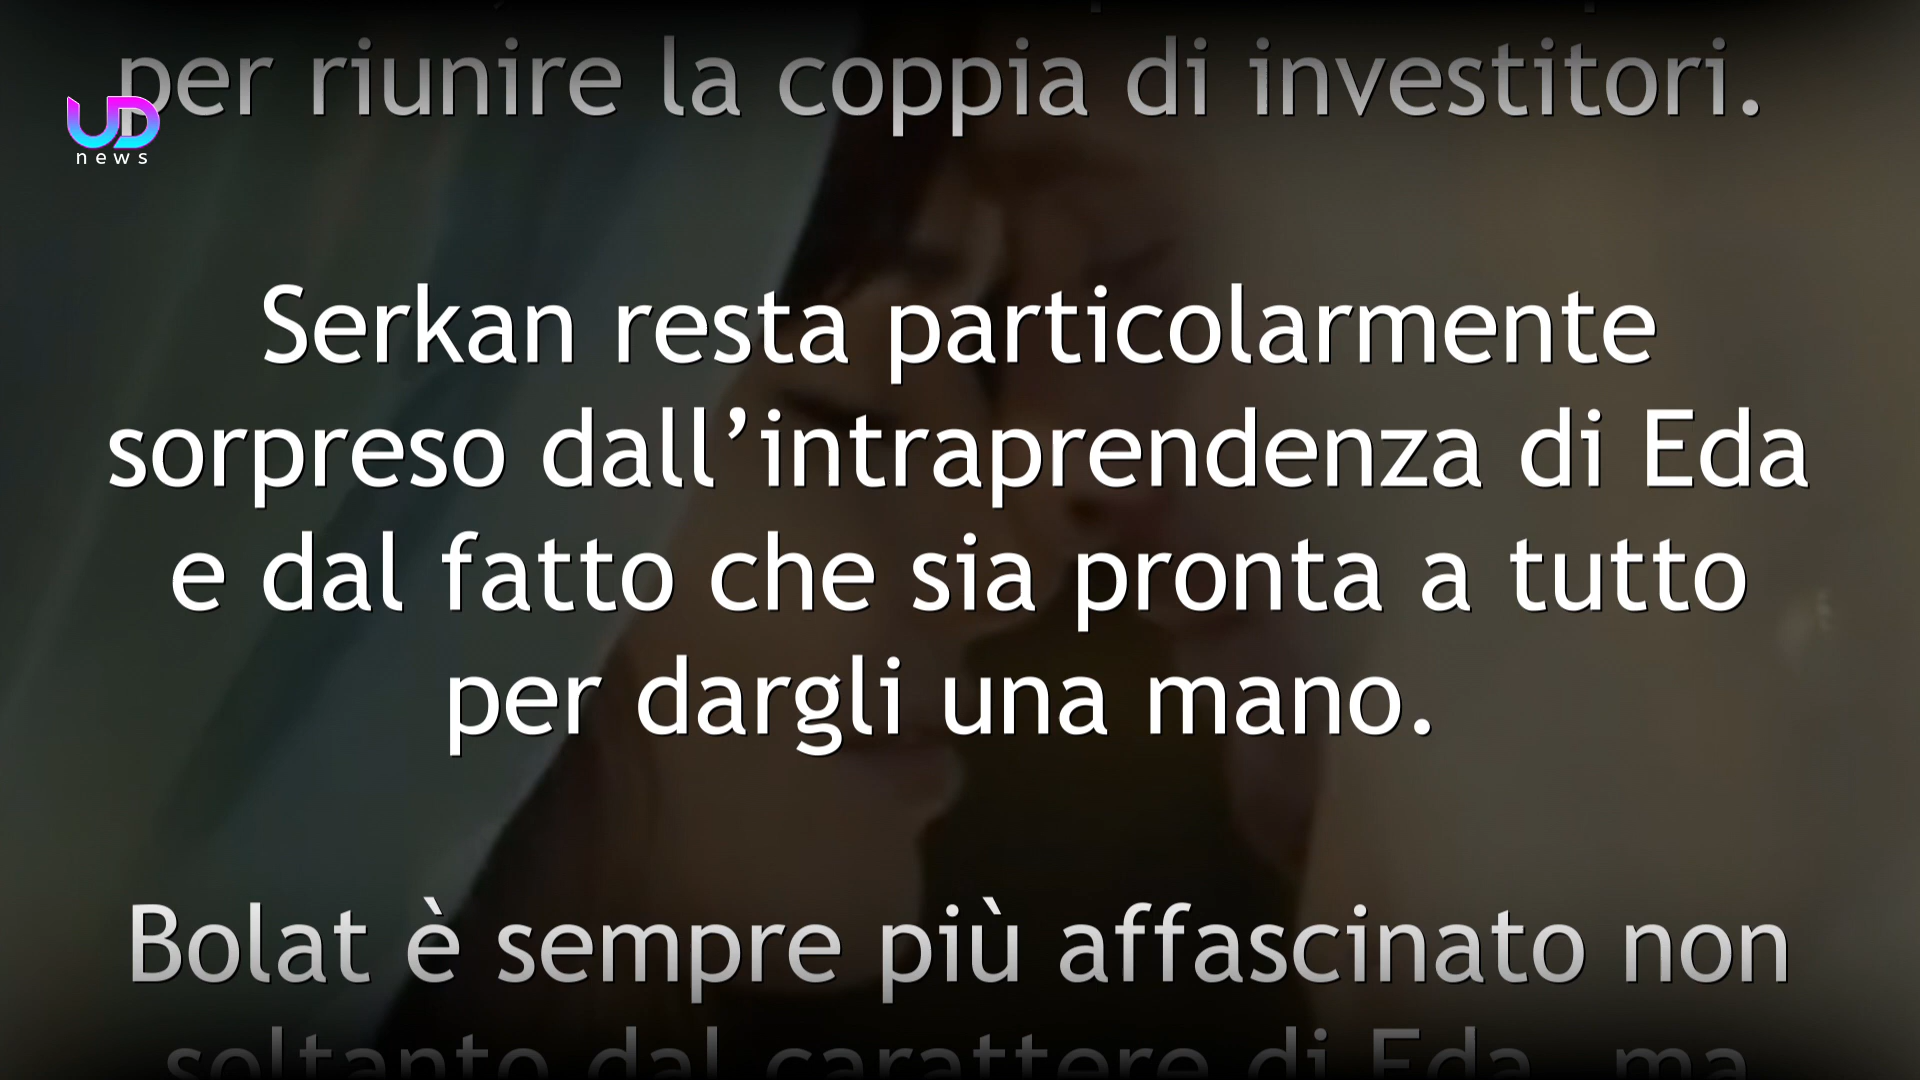 per riunire la coppia di investitori.
UD
news
Serkan resta particolarmente
sorpreso dall’intraprendenza di Eda
e dal fatto che sia pronta a tutto
per dargli una mano.
Bolat è sempre più affascinato non
soltanto dal carattere di Eda, ma